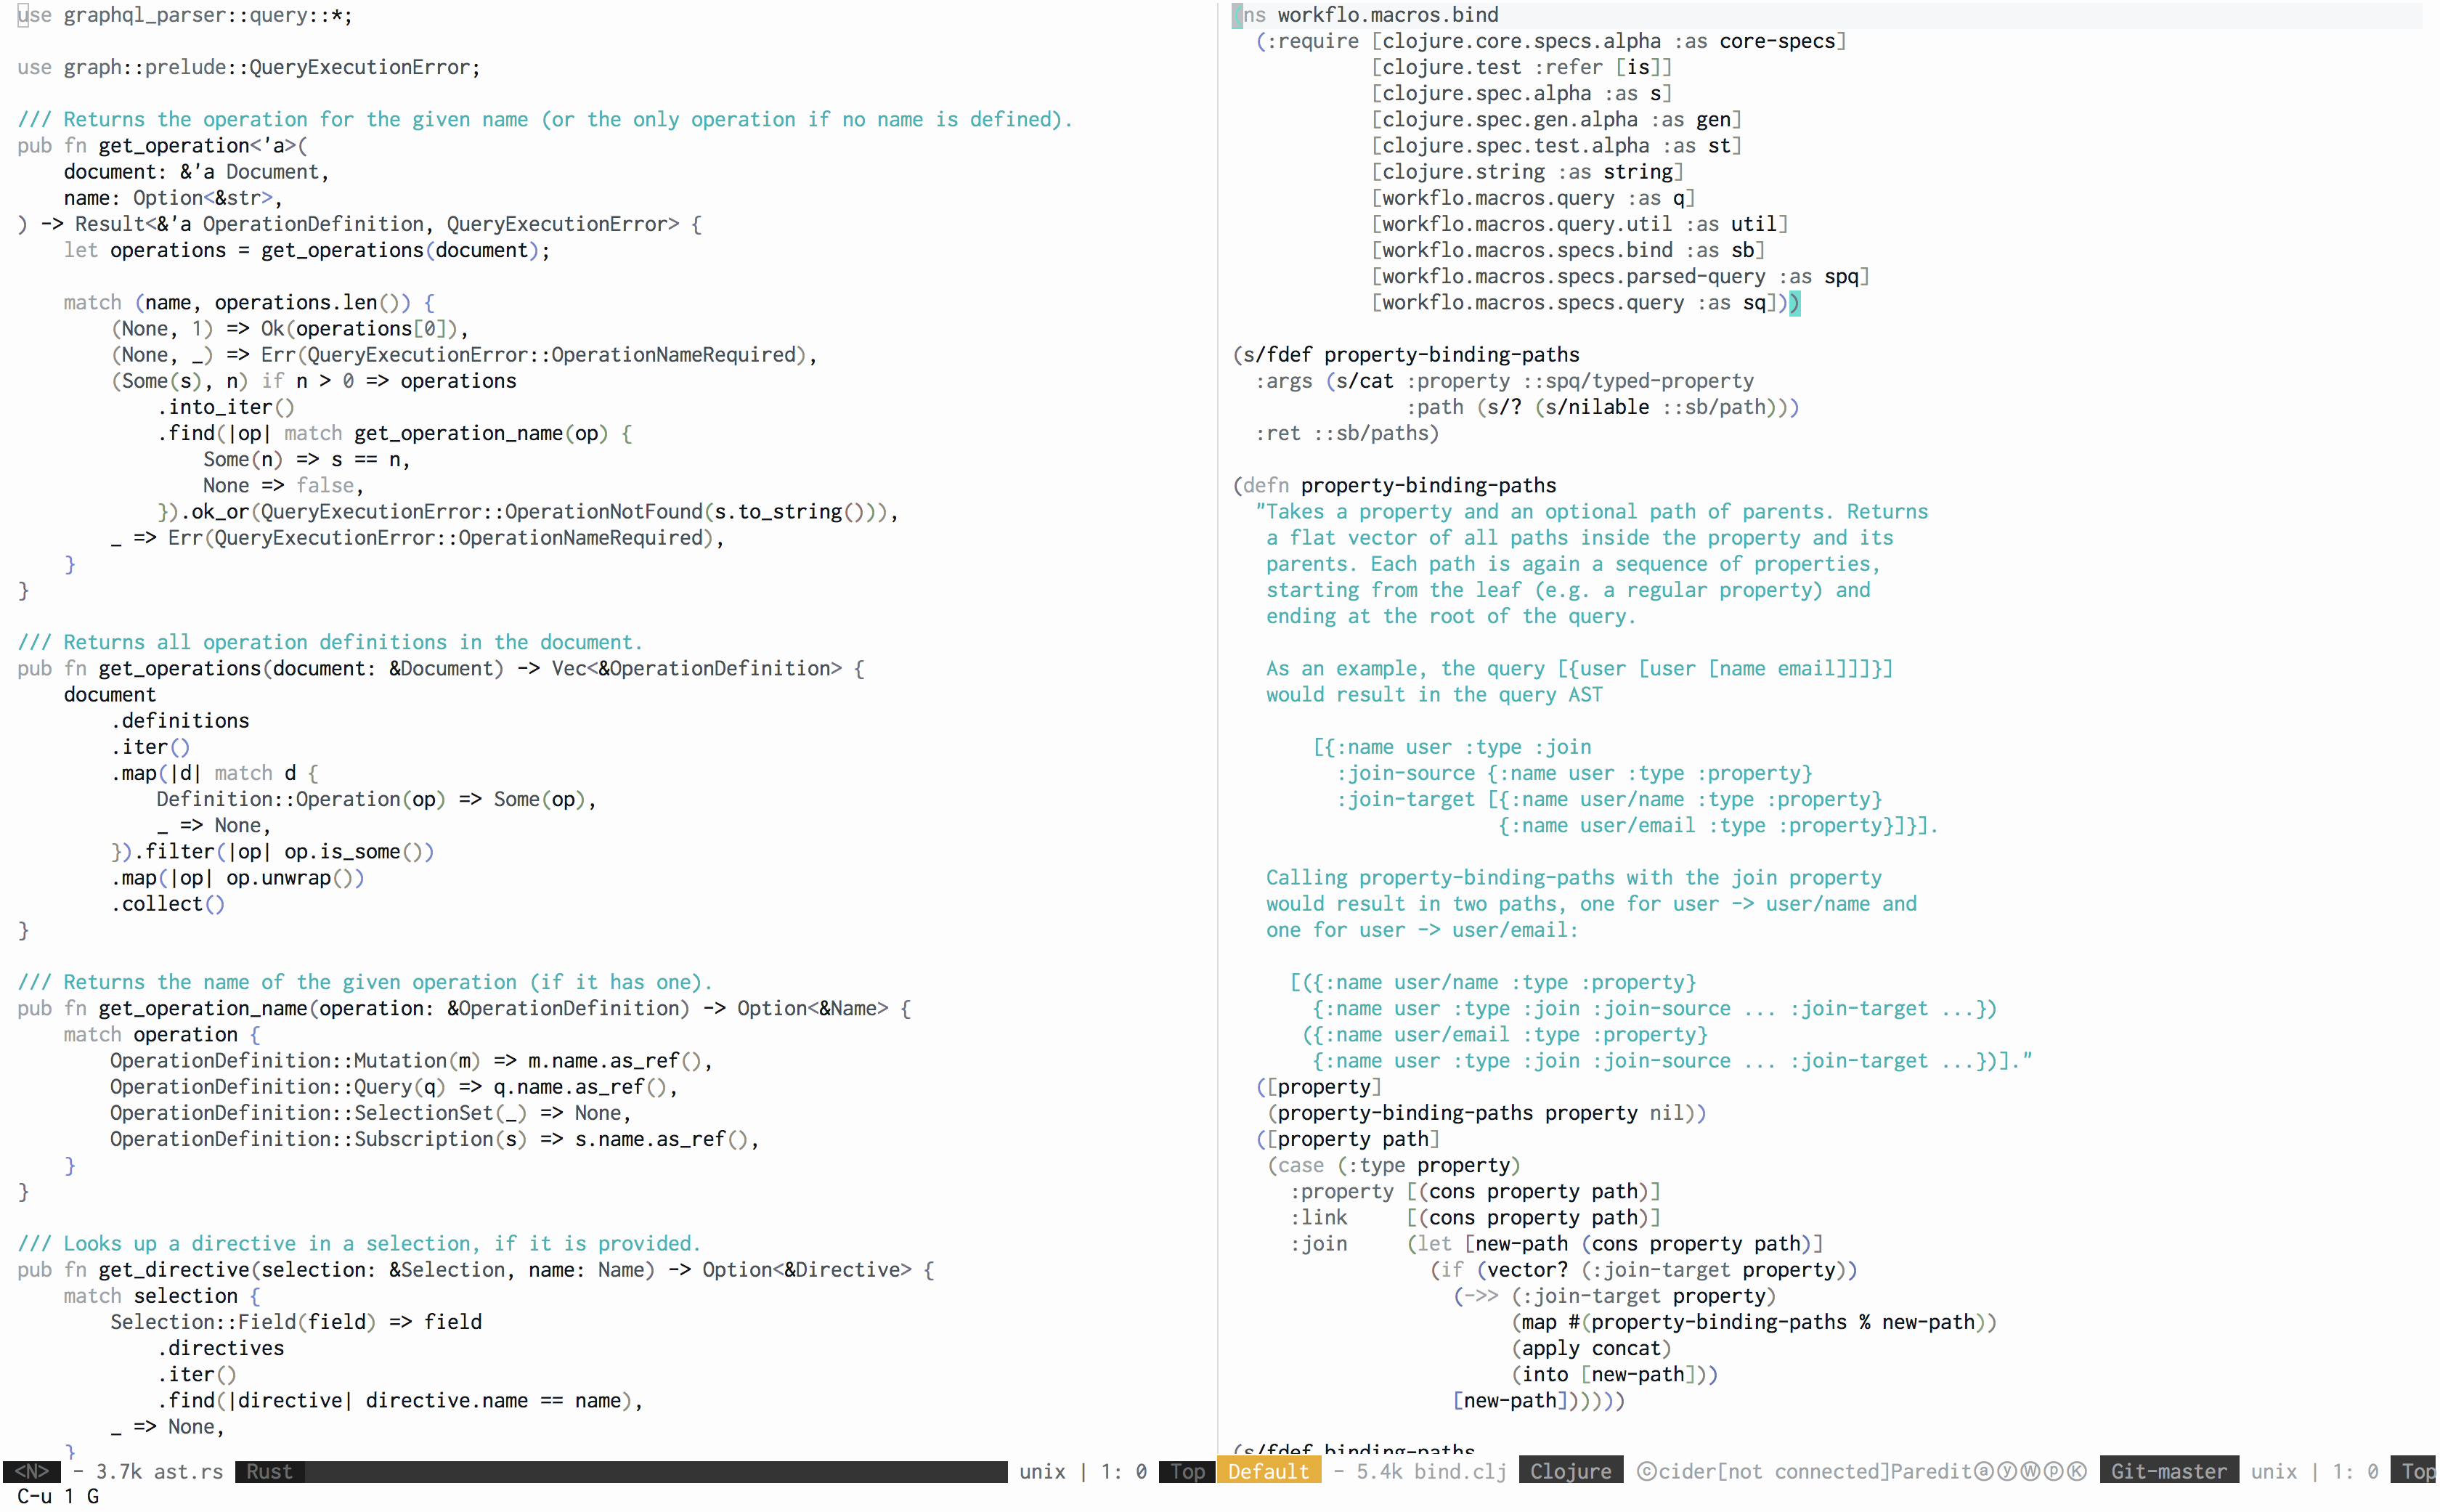 use graphql_parser::query::*;

use graph::prelude::QueryExecutionError;

/// Returns the operation for the given name (or the only operation if no name is defined).
pub fn get_operation<'a>(
    document: &'a Document,
    name: Option<&str>,
) -> Result<&'a OperationDefinition, QueryExecutionError> {
    let operations = get_operations(document);

    match (name, operations.len()) {
        (None, 1) => Ok(operations[0]),
        (None, _) => Err(QueryExecutionError::OperationNameRequired),
        (Some(s), n) if n > 0 => operations
            .into_iter()
            .find(|op| match get_operation_name(op) {
                Some(n) => s == n,
                None => false,
            }).ok_or(QueryExecutionError::OperationNotFound(s.to_string())),
        _ => Err(QueryExecutionError::OperationNameRequired),
    }
}

/// Returns all operation definitions in the document.
pub fn get_operations(document: &Document) -> Vec<&OperationDefinition> {
    document
        .definitions
        .iter()
        .map(|d| match d {
            Definition::Operation(op) => Some(op),
            _ => None,
        }).filter(|op| op.is_some())
        .map(|op| op.unwrap())
        .collect()
}

/// Returns the name of the given operation (if it has one).
pub fn get_operation_name(operation: &OperationDefinition) -> Option<&Name> {
    match operation {
        OperationDefinition::Mutation(m) => m.name.as_ref(),
        OperationDefinition::Query(q) => q.name.as_ref(),
        OperationDefinition::SelectionSet(_) => None,
        OperationDefinition::Subscription(s) => s.name.as_ref(),
    }
}

/// Looks up a directive in a selection, if it is provided.
pub fn get_directive(selection: &Selection, name: Name) -> Option<&Directive> {
    match selection {
        Selection::Field(field) => field
            .directives
            .iter()
            .find(|directive| directive.name == name),
        _ => None,
    }
<N> - 3.7k ast.rs Rust unix | 1: 0 Top
C-u 1 G
(ns workflo.macros.bind
  (:require [clojure.core.specs.alpha :as core-specs]
            [clojure.test :refer [is]]
            [clojure.spec.alpha :as s]
            [clojure.spec.gen.alpha :as gen]
            [clojure.spec.test.alpha :as st]
            [clojure.string :as string]
            [workflo.macros.query :as q]
            [workflo.macros.query.util :as util]
            [workflo.macros.specs.bind :as sb]
            [workflo.macros.specs.parsed-query :as spq]
            [workflo.macros.specs.query :as sq]))

(s/fdef property-binding-paths
  :args (s/cat :property ::spq/typed-property
               :path (s/? (s/nilable ::sb/path)))
  :ret ::sb/paths)

(defn property-binding-paths
  "Takes a property and an optional path of parents. Returns
   a flat vector of all paths inside the property and its
   parents. Each path is again a sequence of properties,
   starting from the leaf (e.g. a regular property) and
   ending at the root of the query.

   As an example, the query [{user [user [name email]]]}]
   would result in the query AST

       [{:name user :type :join
         :join-source {:name user :type :property}
         :join-target [{:name user/name :type :property}
                       {:name user/email :type :property}]}].

   Calling property-binding-paths with the join property
   would result in two paths, one for user -> user/name and
   one for user -> user/email:

     [({:name user/name :type :property}
       {:name user :type :join :join-source ... :join-target ...})
      ({:name user/email :type :property}
       {:name user :type :join :join-source ... :join-target ...})]."
  ([property]
   (property-binding-paths property nil))
  ([property path]
   (case (:type property)
     :property [(cons property path)]
     :link     [(cons property path)]
     :join     (let [new-path (cons property path)]
                 (if (vector? (:join-target property))
                   (->> (:join-target property)
                        (map #(property-binding-paths % new-path))
                        (apply concat)
                        (into [new-path]))
                   [new-path])))))

(s/fdef binding-paths
Default - 5.4k bind.clj Clojure ⓒcider[not connected]Pareditⓐⓨⓦⓟⓚ Git-master unix | 1: 0 Top